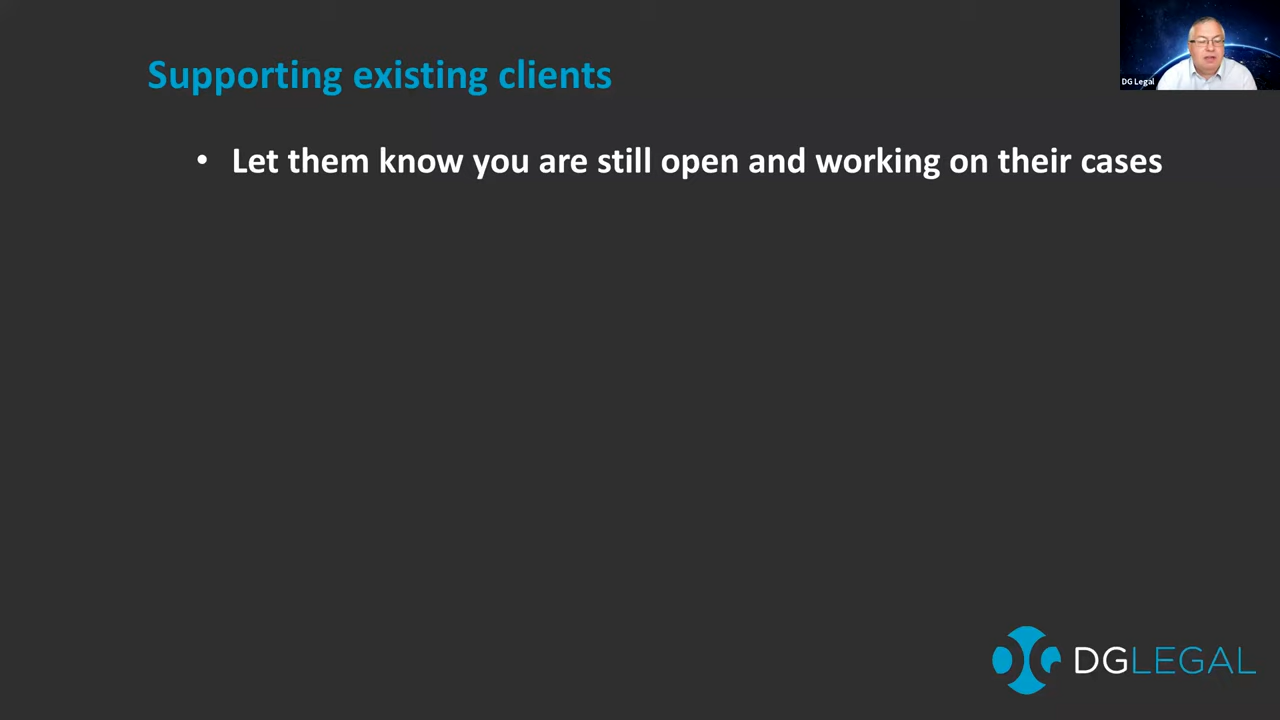 Supporting existing clients
DG Legal
• Let them know you are still open and working on their cases
DGLEGAL